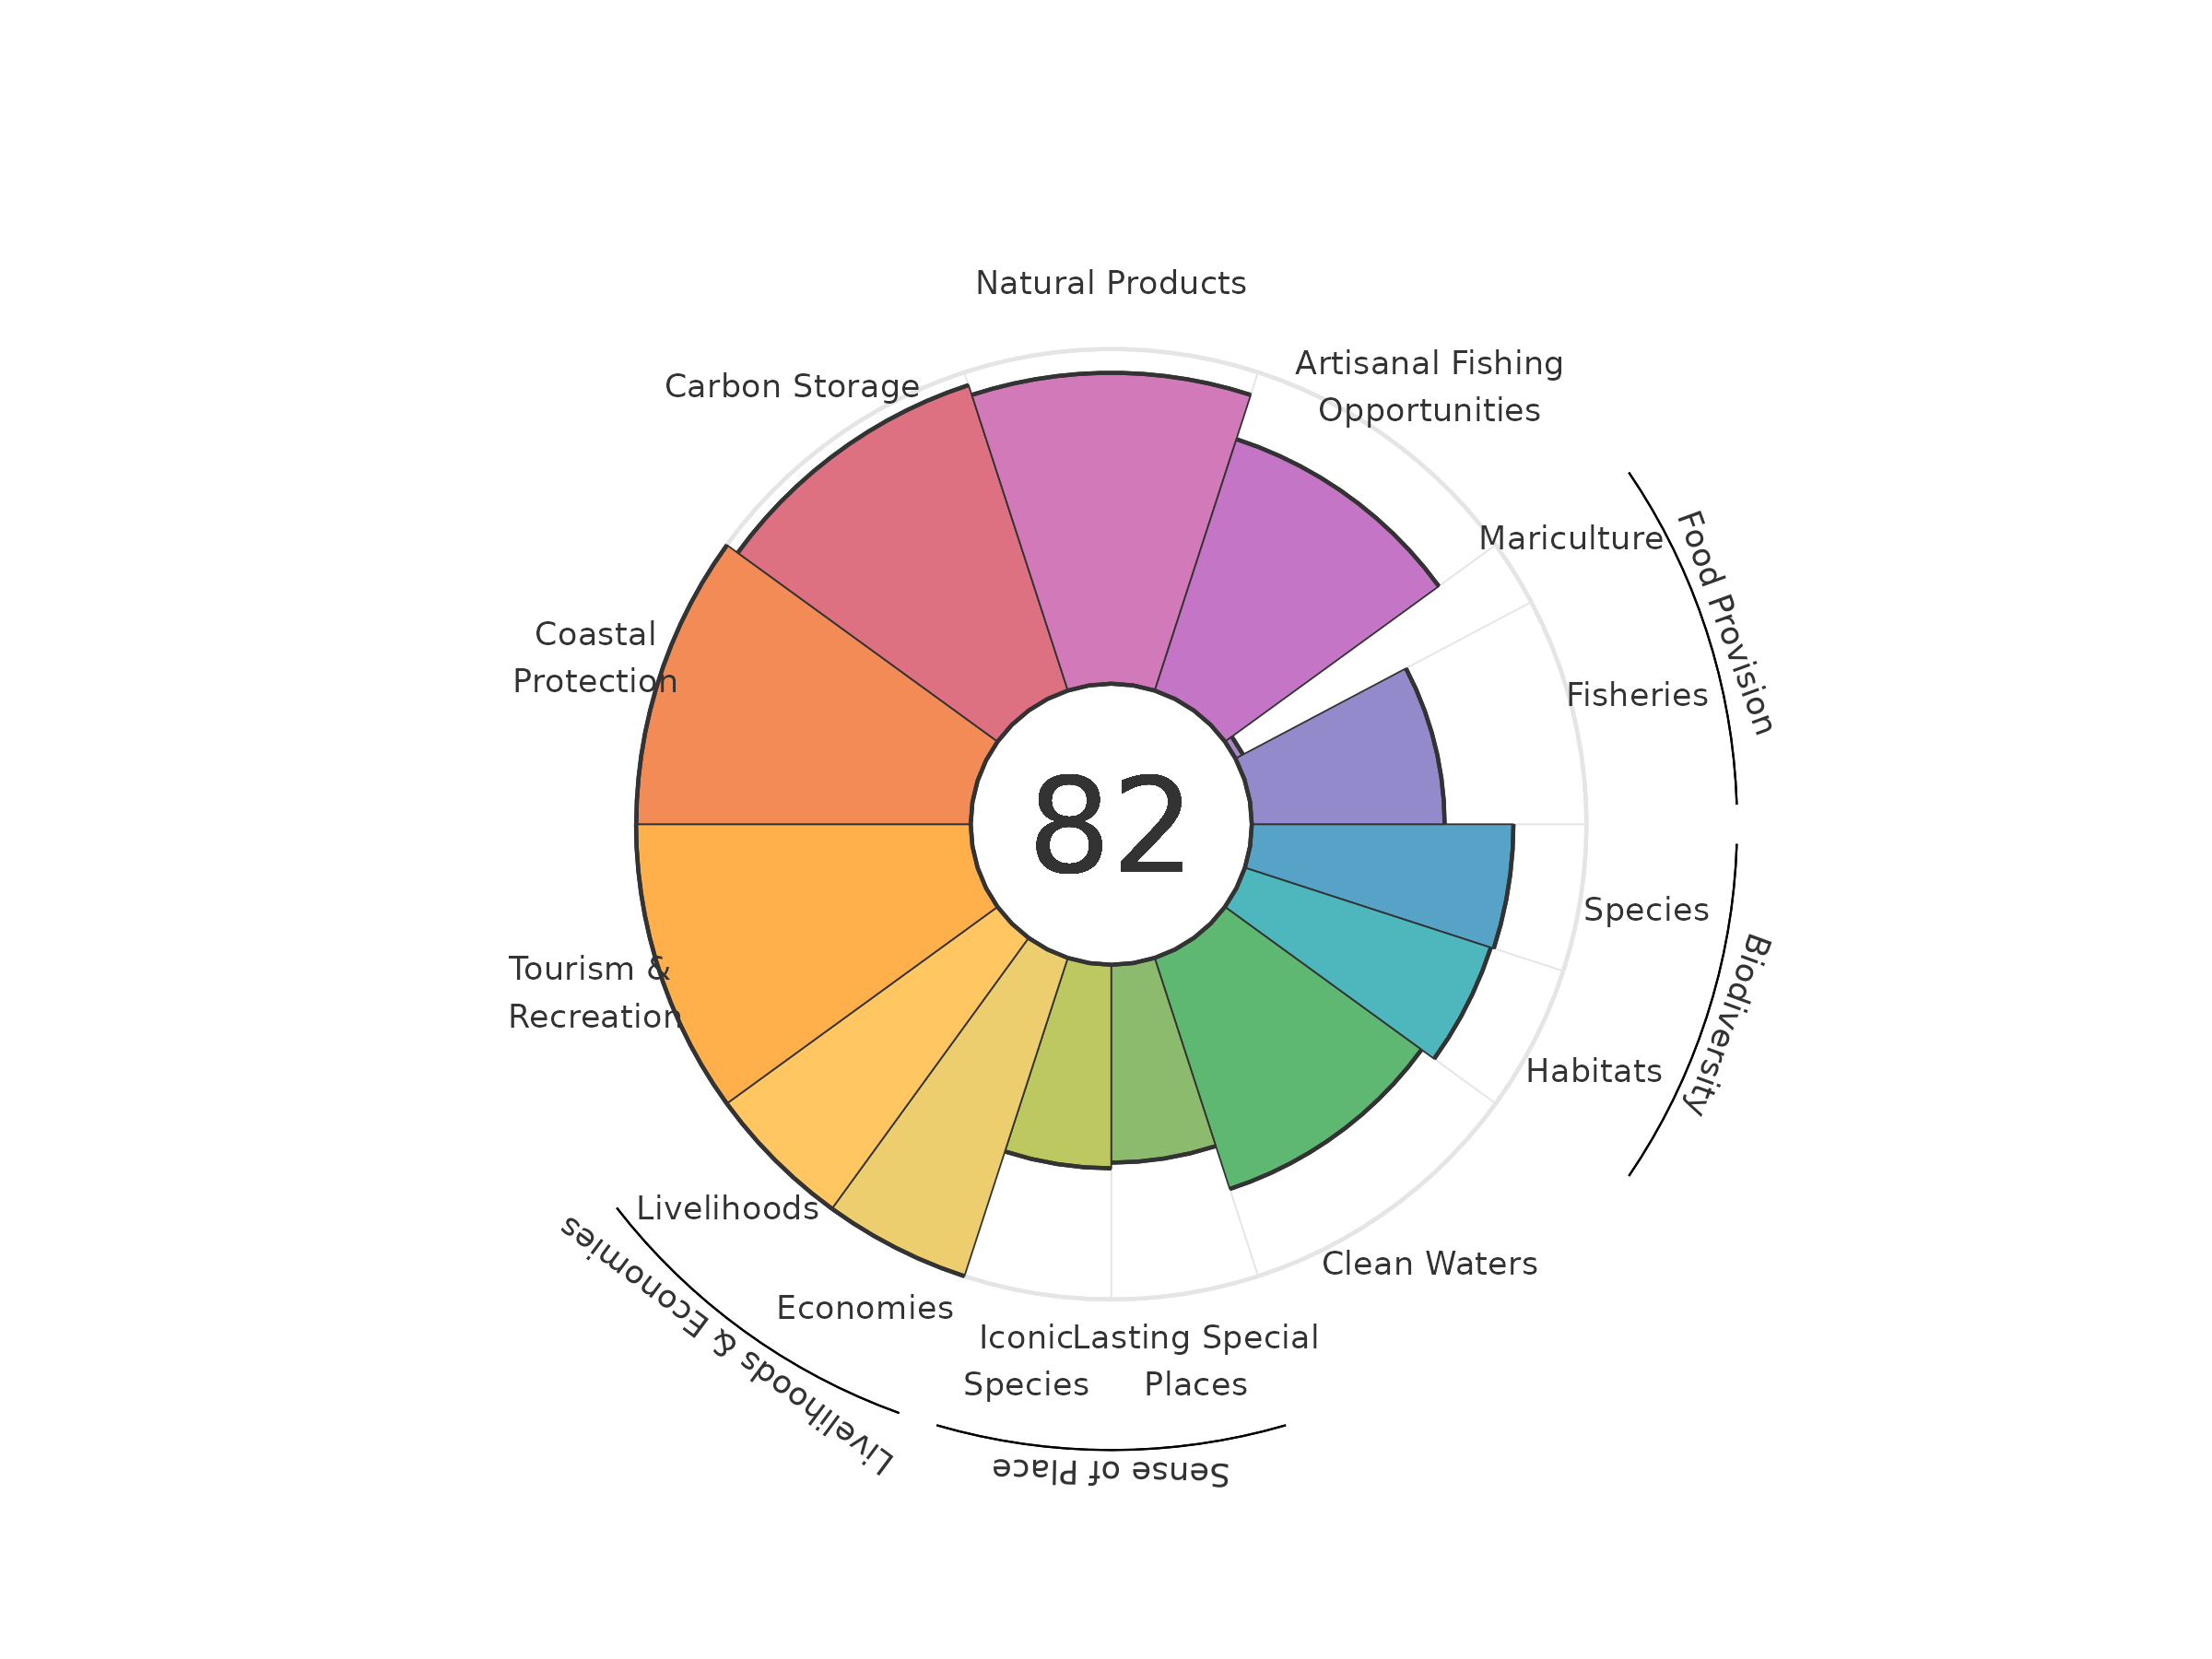 Natural Products
Artisanal Fishing
Opportunities
Carbon Storage
Mariculture
Food Provision
Coastal
Protection
Fisheries
82
Species
Biodiversity
Tourism &
Recreation
Habitats
Livelihoods
Clean Waters
Economies
Livelihoods & Economies
Iconic
Species
Lasting Special
Places
Sense of Place